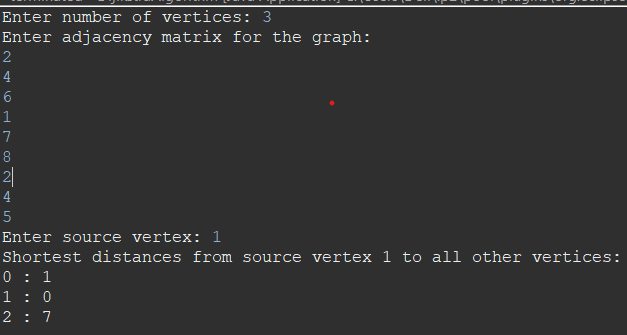 Enter number of vertices: 3
Enter adjacency matrix for the graph:
2
4
6
1
7
8
2
4
5
Enter source vertex: 1
Shortest distances from source vertex 1 to all other vertices:
0 : 1
1 : 0
2 : 7